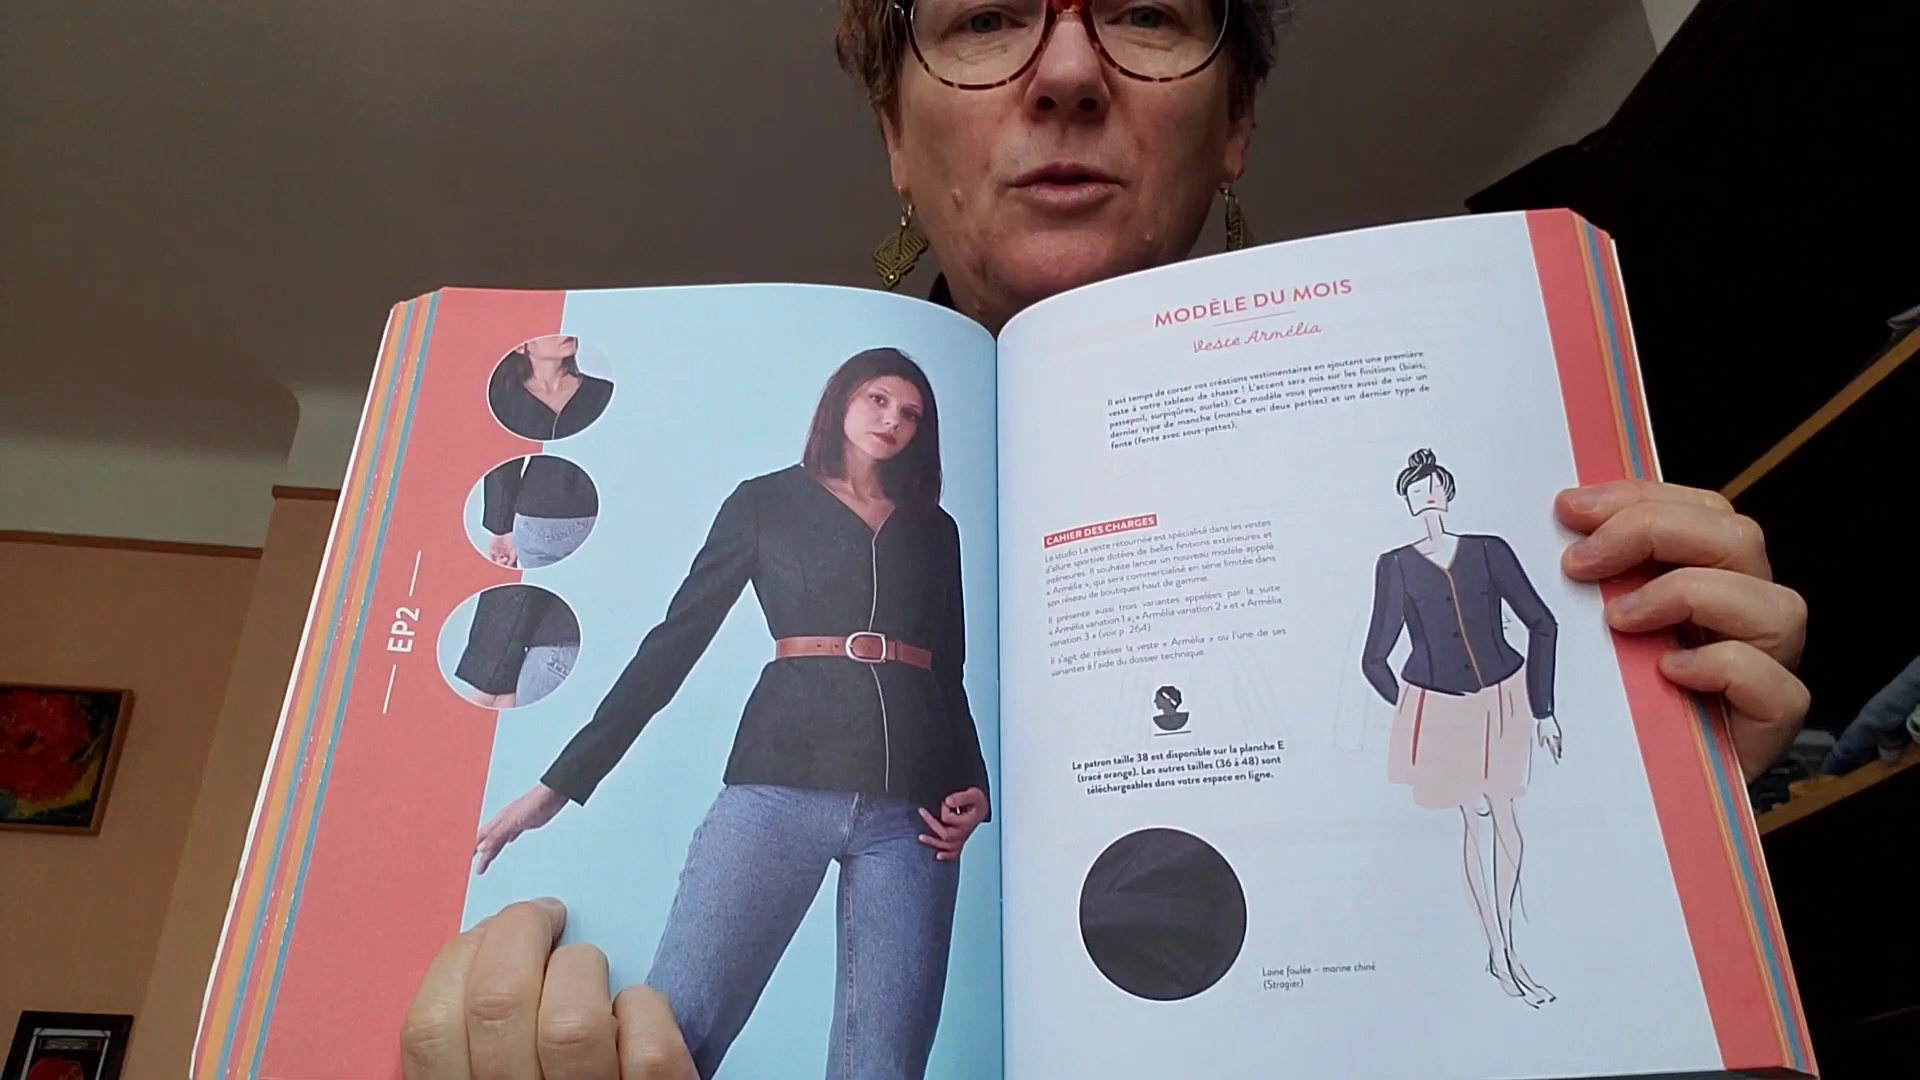 EP2
MODÈLE DU MOIS
Veste Armélia
Il est temps de corser vos créations vestimentaires en ajoutant une première
veste à votre tableau de chasse ! L'accent sera mis sur les finitions (biais,
passepoil, surpiqûres, ourlet). Ce modèle vous permettra aussi de voir un
dernier type de manche (manche en deux parties) et un dernier type de
fente (fente avec sous-pattes).
CAHIER DES CHARGES
Le studio La veste retournée est spécialisé dans les vestes
d'allure sportive dotées de belles finitions extérieures et
intérieures. Il souhaite lancer un nouveau modèle appelé
« Armélia », qui sera commercialisé en série limitée dans
son réseau de boutiques haut de gamme.
Il présente aussi trois variantes appelées par la suite
« Armélia variation 1 », « Armélia variation 2 » et « Armélia
variation 3 » (voir p. 264).
Il s'agit de réaliser la veste « Armélia » ou l'une de ses
variantes à l'aide du dossier technique.
Le patron taille 38 est disponible sur la planche E
(tracé orange). Les autres tailles (36 à 48) sont
téléchargeables dans votre espace en ligne.
Laine foulée – marine chiné
(Stragier)